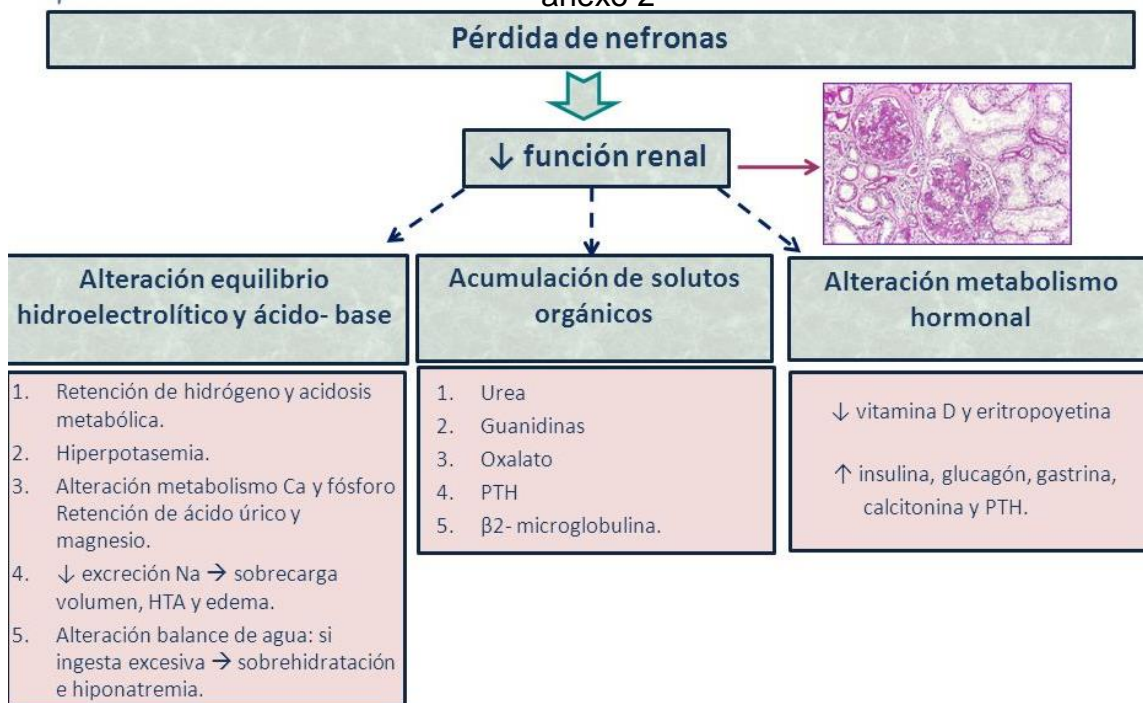 anexo 2
Pérdida de nefronas
↓ función renal
Alteración equilibrio
hidroelectrolítico y ácido- base
1. Retención de hidrógeno y acidosis
metabólica.
2. Hiperpotasemia.
3. Alteración metabolismo Ca y fósforo
Retención de ácido úrico y
magnesio.
4. ↓ excreción Na → sobrecarga
volumen, HTA y edema.
5. Alteración balance de agua: si
ingesta excesiva → sobrehidratación
e hiponatremia.
Acumulación de solutos
orgánicos
1. Urea
2. Guanidinas
3. Oxalato
4. PTH
5. β2- microglobulina.
Alteración metabolismo
hormonal
↓ vitamina D y eritropoyetina
↑ insulina, glucagón, gastrina,
calcitonina y PTH.